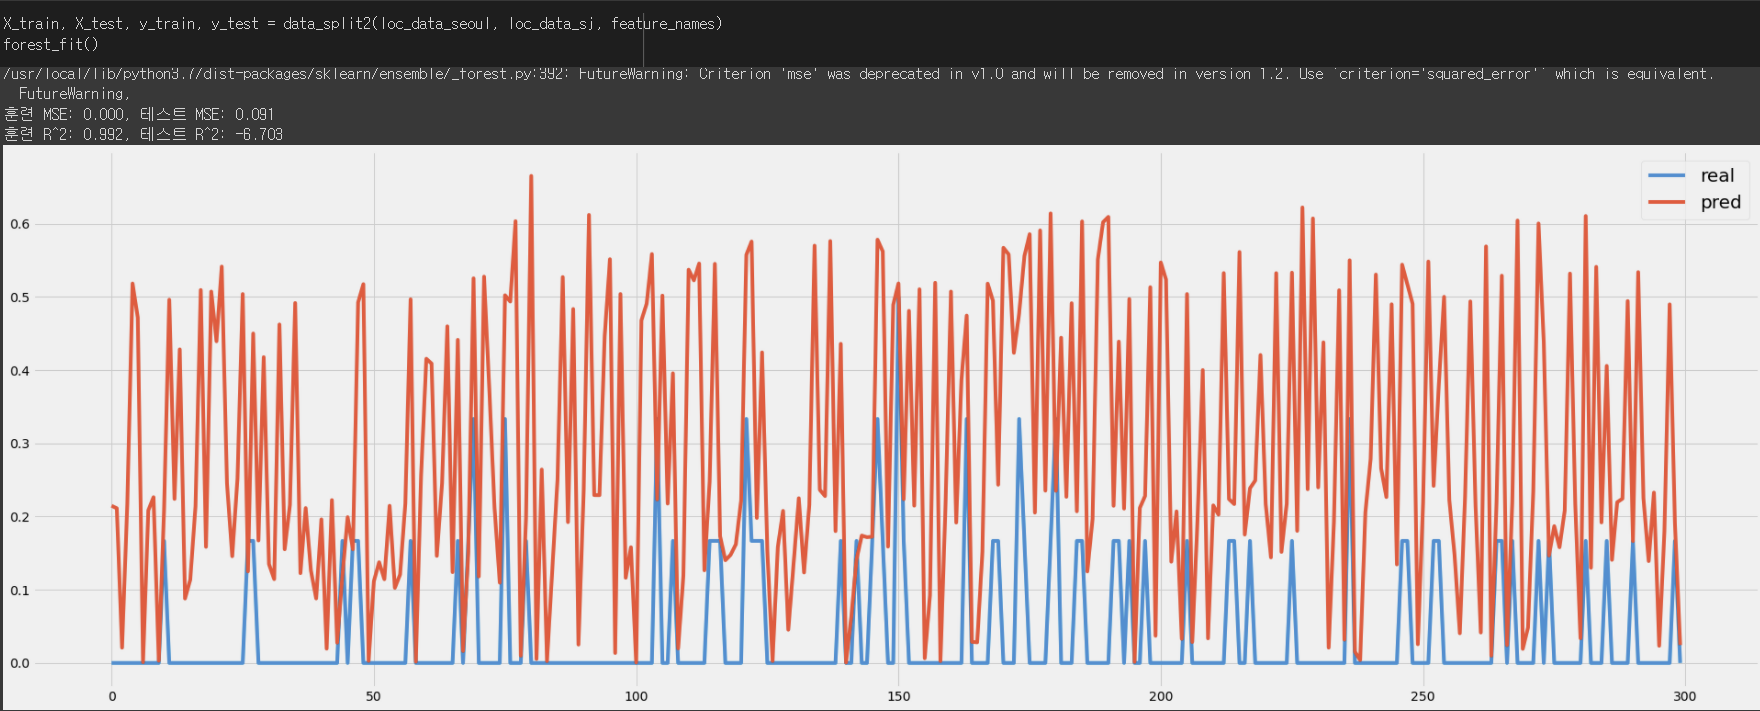 X_train, X_test, y_train, y_test = data_split2(loc_data_seoul, loc_data_sj, feature_names)
forest_fit()
/usr/local/lib/python3.7/dist-packages/sklearn/ensemble/_forest.py:392: FutureWarning: Criterion 'mse' was deprecated in v1.0 and will be removed in version 1.2. Use `criterion='squared_error'` which is equivalent.
FutureWarning,
훈련 MSE: 0.000, 테스트 MSE: 0.091
훈련 R^2: 0.992, 테스트 R^2: -6.703
real
pred
0.6
0.5
0.4
0.3
0.2
0.1
0.0
0 50 100 150 200 250 300